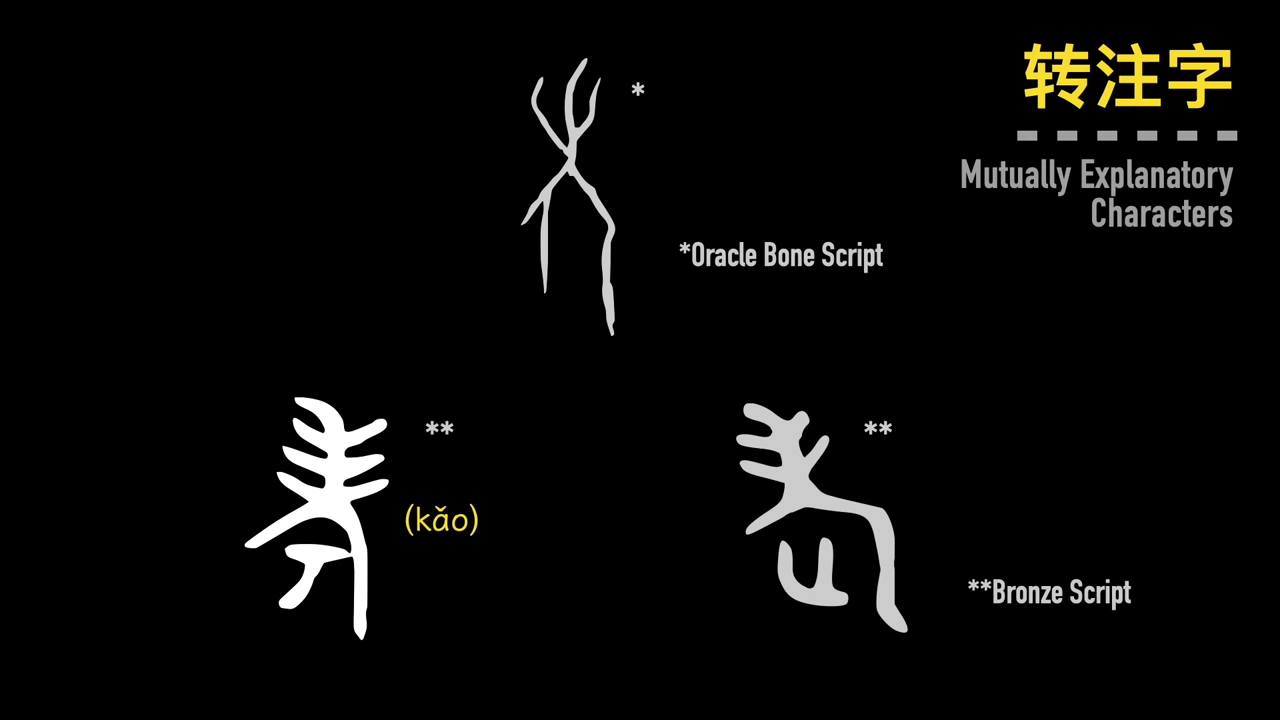 转注字
Mutually Explanatory
Characters
*
*Oracle Bone Script
**
**
(kǎo)
**Bronze Script